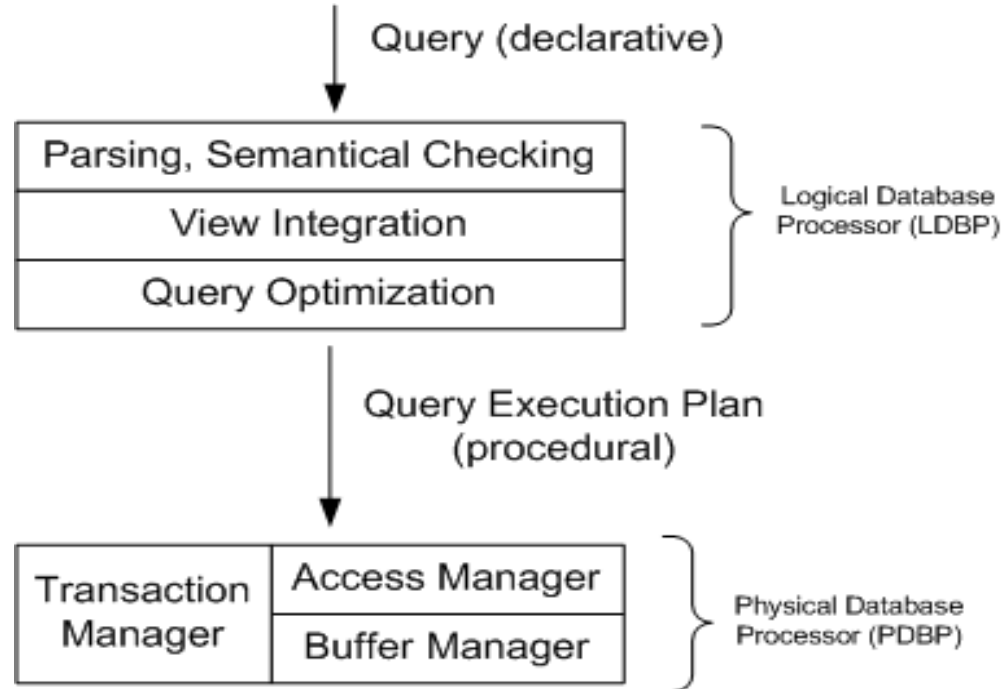 Query (declarative)
Parsing, Semantical Checking
View Integration
Query Optimization
Logical Database
Processor (LDBP)
Query Execution Plan
(procedural)
Transaction
Manager
Access Manager
Buffer Manager
Physical Database
Processor (PDBP)